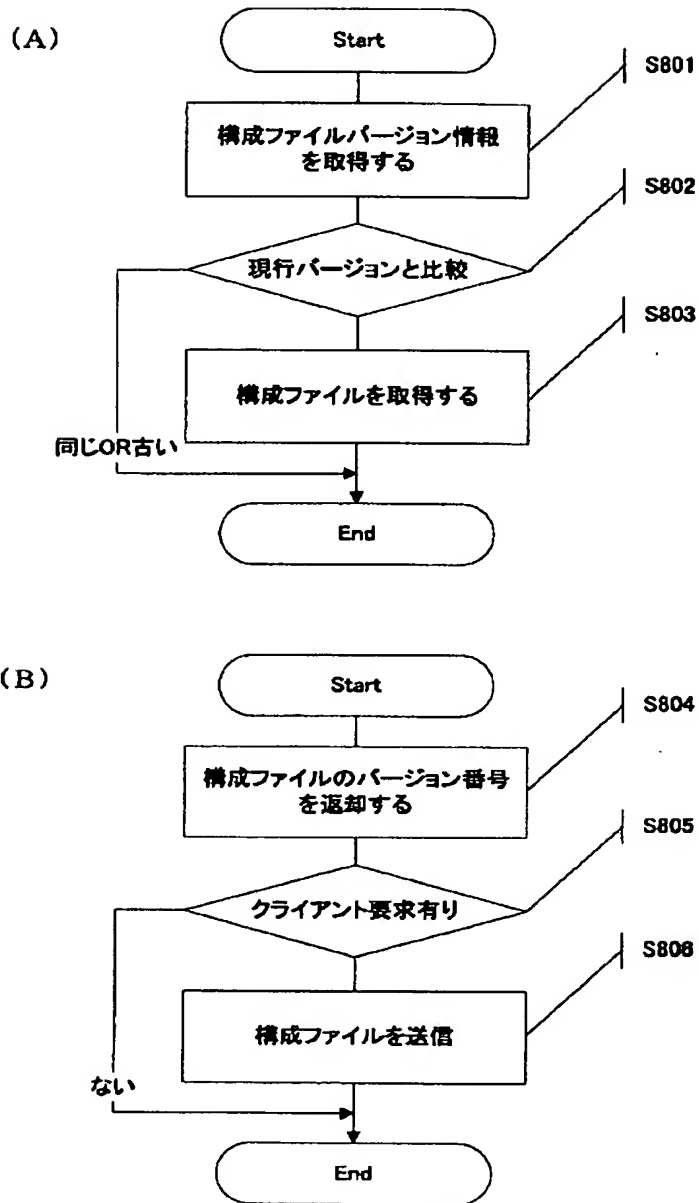 (A)
Start
S801
構成ファイルバージョン情報
を取得する
S802
現行バージョンと比較
S803
構成ファイルを取得する
同じOR古い
End
(B)
Start
S804
構成ファイルのバージョン番号
を返却する
S805
クライアント要求有り
S806
構成ファイルを送信
ない
End